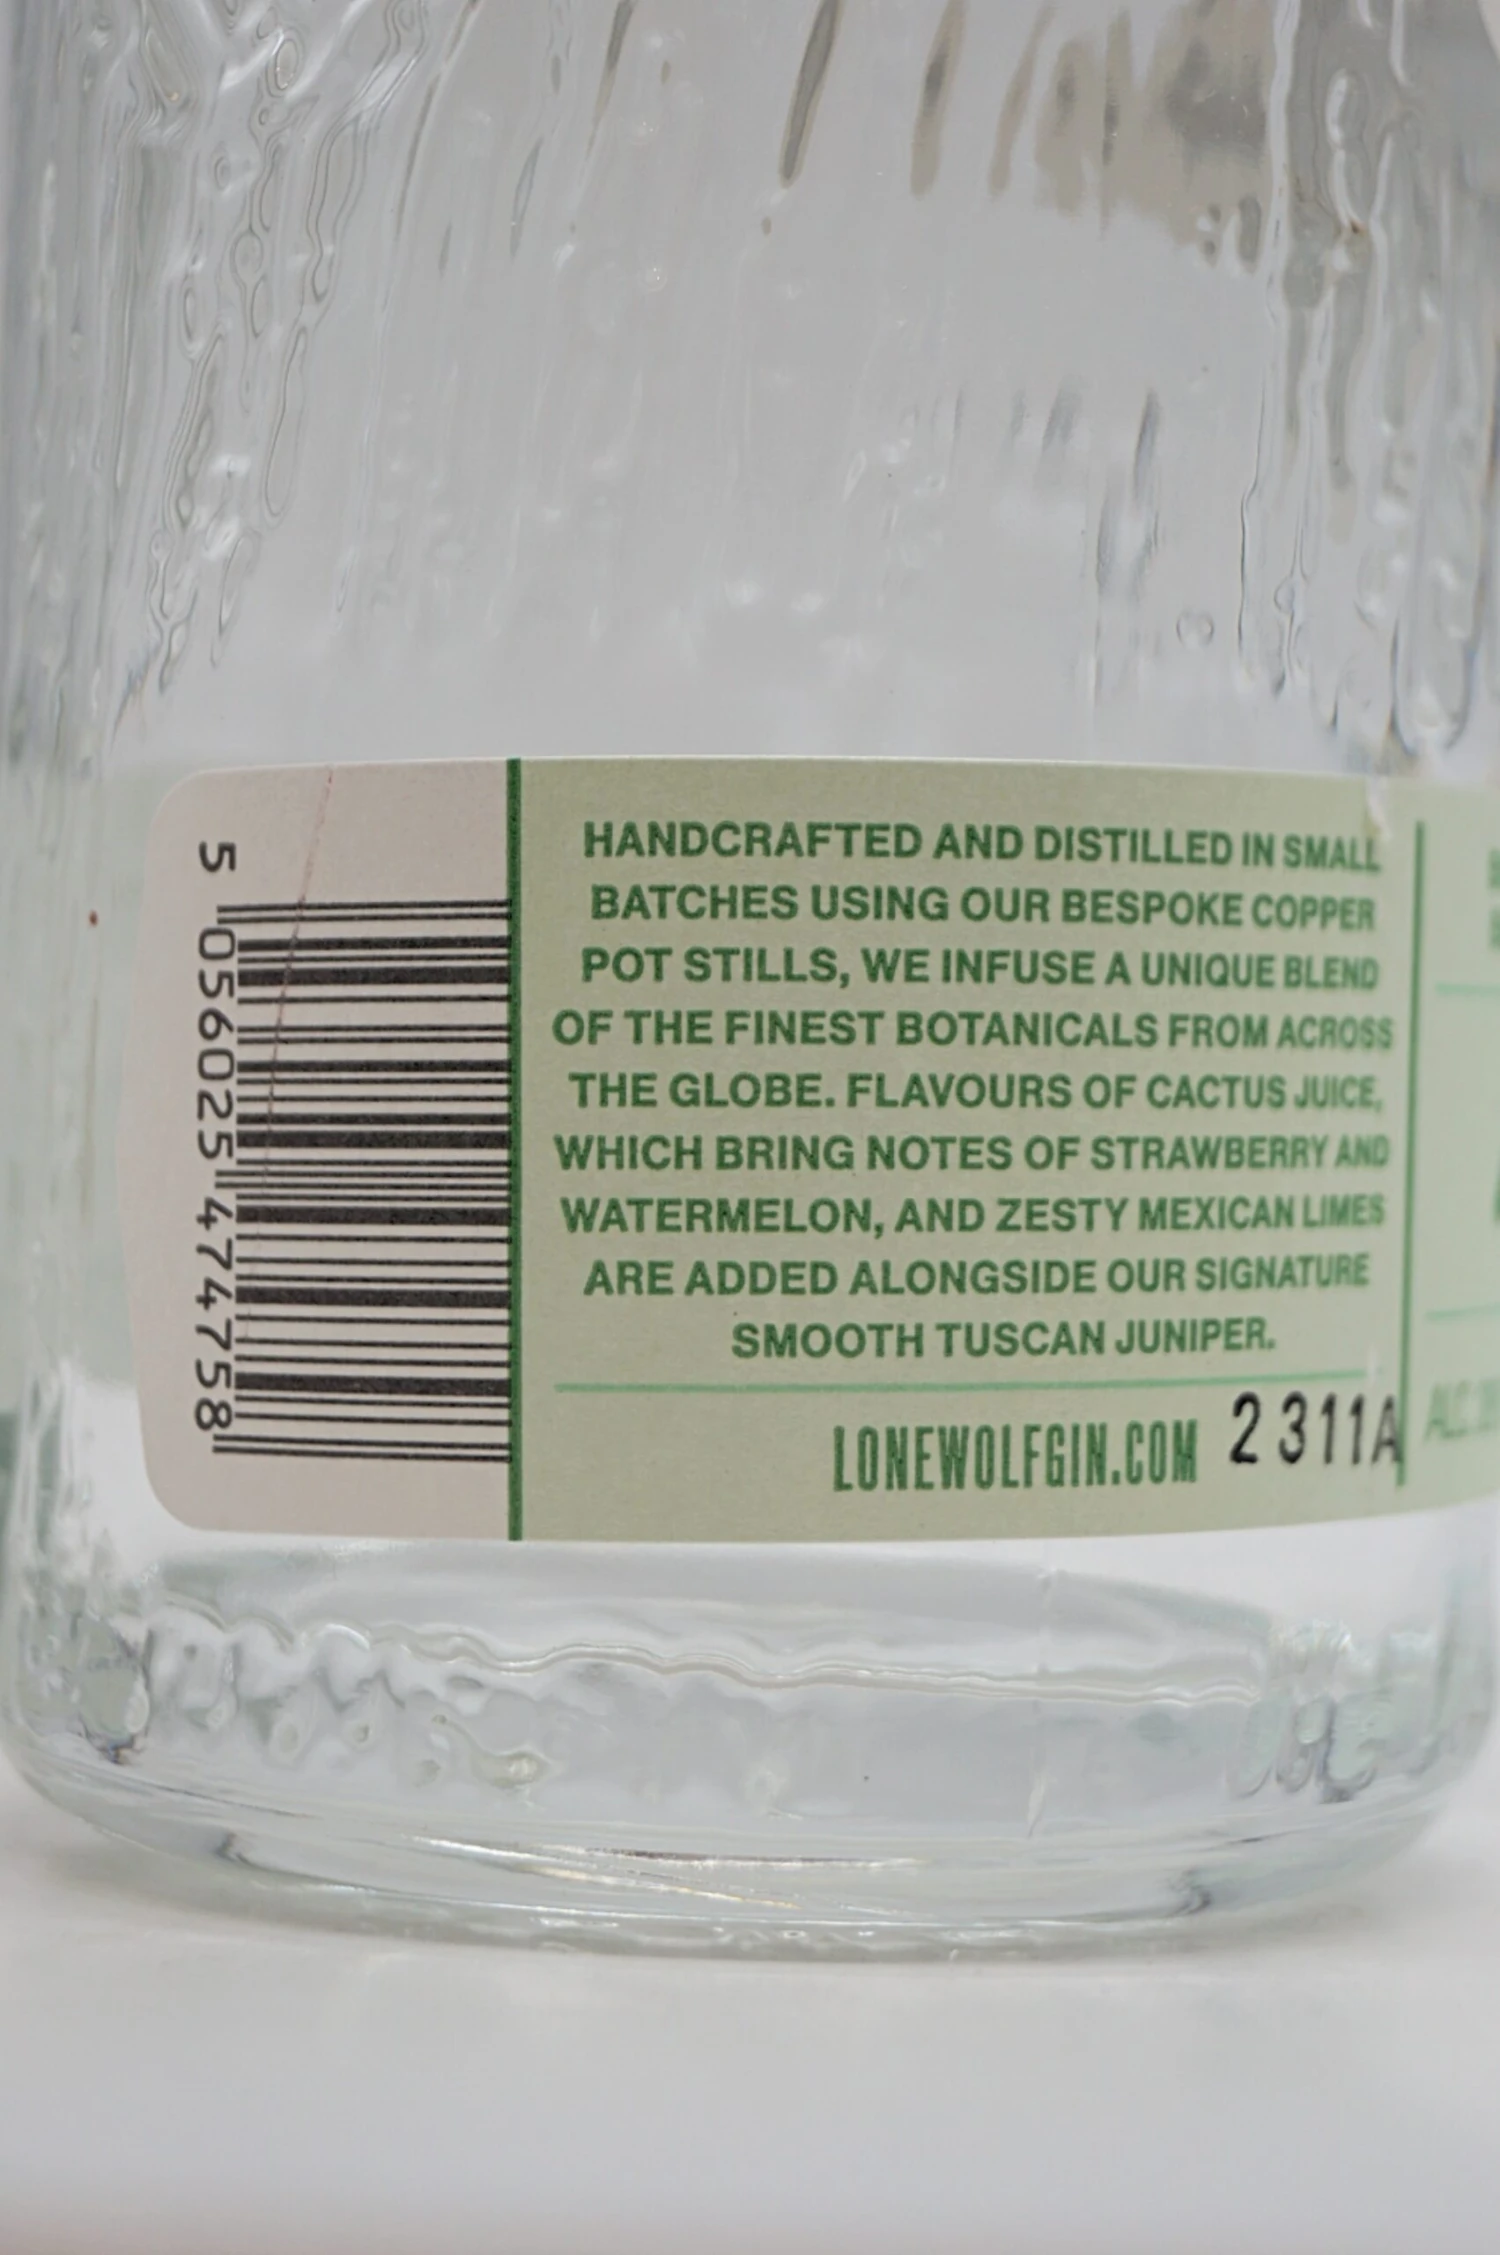 5 056025 474758
HANDCRAFTED AND DISTILLED IN SMALL
BATCHES USING OUR BESPOKE COPPER
POT STILLS, WE INFUSE A UNIQUE BLEND
OF THE FINEST BOTANICALS FROM ACROSS
THE GLOBE. FLAVOURS OF CACTUS JUICE,
WHICH BRING NOTES OF STRAWBERRY AND
WATERMELON, AND ZESTY MEXICAN LIMES
ARE ADDED ALONGSIDE OUR SIGNATURE
SMOOTH TUSCAN JUNIPER.
LONEWOLFGIN.COM 2311A